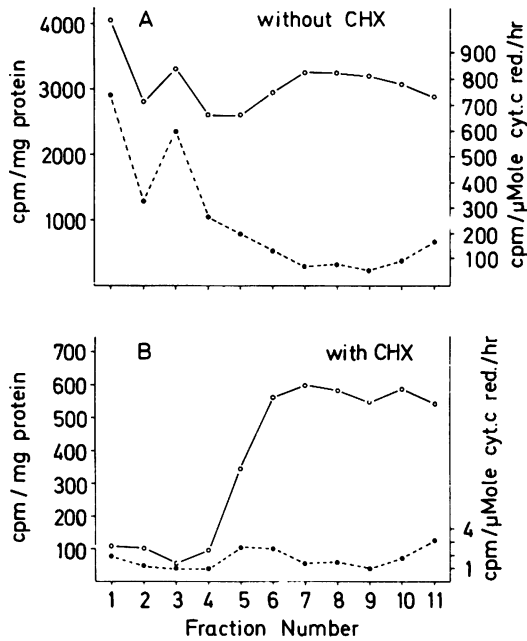 A
without CHX
4000
3000
2000
1000
cpm/mg protein
900
800
700
600
500
400
300
200
100
cpm/µMole cyt.c red./hr
B
with CHX
700
600
500
400
300
200
100
cpm/mg protein
4
1
cpm/µMole cyt.c red./hr
1 2 3 4 5 6 7 8 9 10 11
Fraction Number